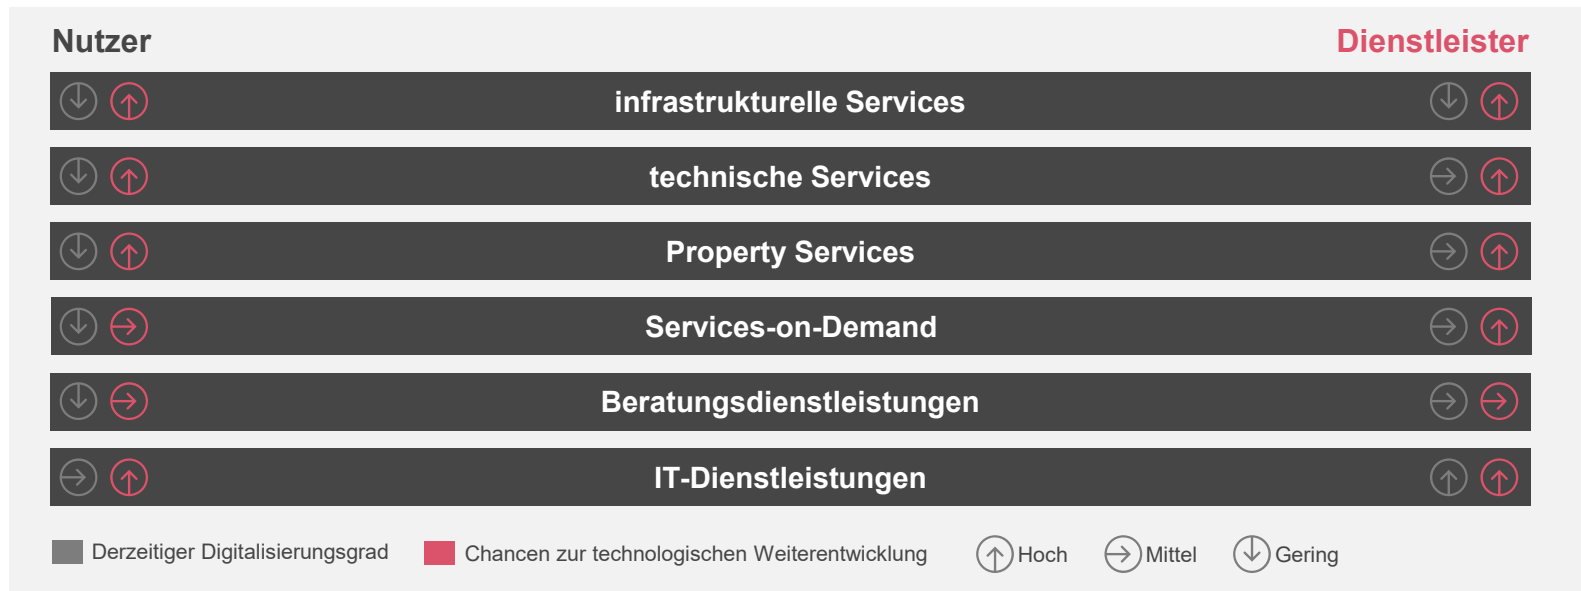 Nutzer
Dienstleister
infrastrukturelle Services
technische Services
Property Services
Services-on-Demand
Beratungsdienstleistungen
IT-Dienstleistungen
Derzeitiger Digitalisierungsgrad
Chancen zur technologischen Weiterentwicklung
Hoch
Mittel
Gering